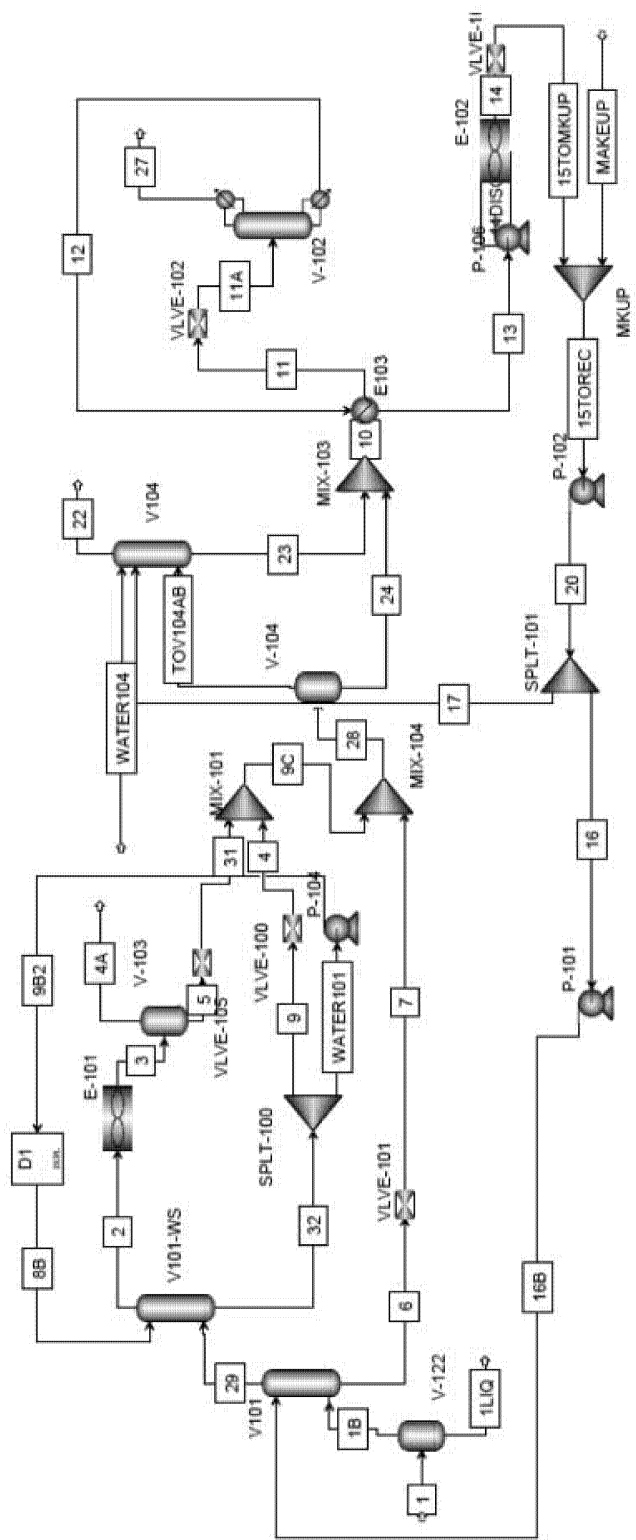 1
V-122
1LIQ
1B
V101
29
6
VLVE-101
7
8B
D1
9B2
V101-WS
2
E-101
3
V-103
4A
5
VLVE-105
31
32
SPLT-100
9
VLVE-100
4
WATER101
P-104
MIX-101
9C
MIX-104
28
V-104
TOV104AB
24
WATER104
V104
22
23
MIX-103
10
E103
11
VLVE-102
11A
V-102
27
12
13
P-106
DISC
E-102
14
VLVE-1
15TOMKUP
MAKEUP
MKUP
15TOREC
P-102
20
SPLT-101
17
16
P-101
16B